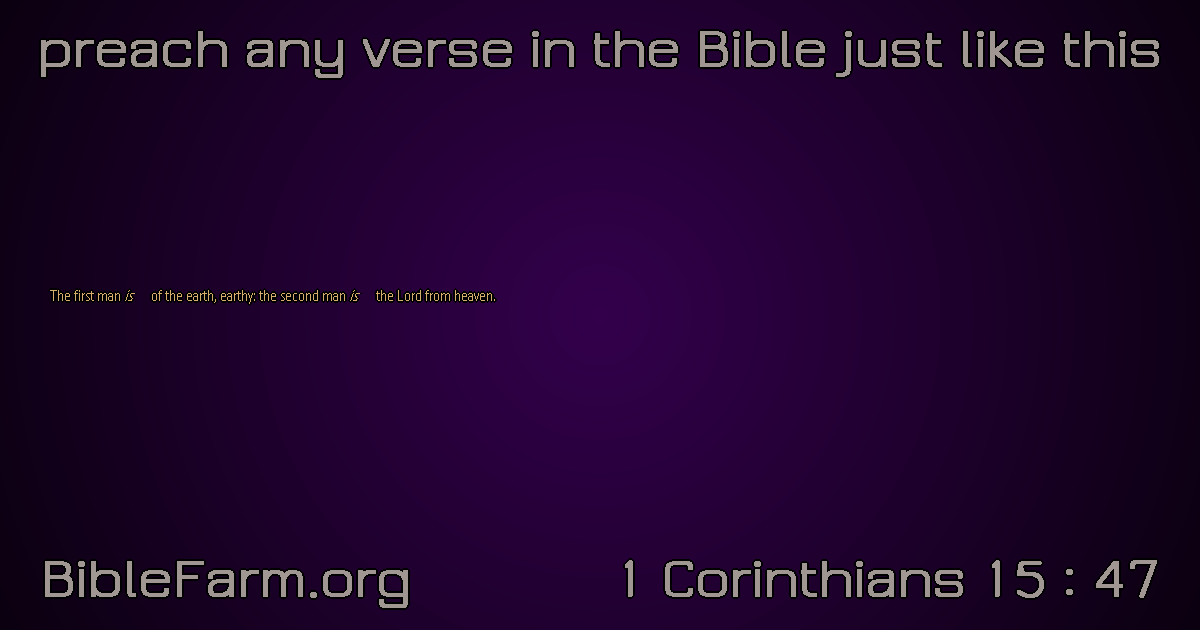 preach any verse in the Bible just like this
The first man is of the earth, earthy: the second man is the Lord from heaven.
BibleFarm.org
1 Corinthians 15 : 47